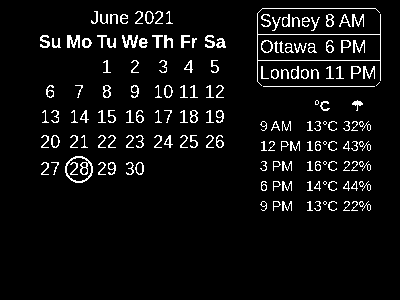 June 2021
Su Mo Tu We Th Fr Sa
1 2 3 4 5
6 7 8 9 10 11 12
13 14 15 16 17 18 19
20 21 22 23 24 25 26
27 28 29 30
Sydney 8 AM
Ottawa 6 PM
London 11 PM
°C
9 AM 13°C 32%
12 PM 16°C 43%
3 PM 16°C 22%
6 PM 14°C 44%
9 PM 13°C 22%